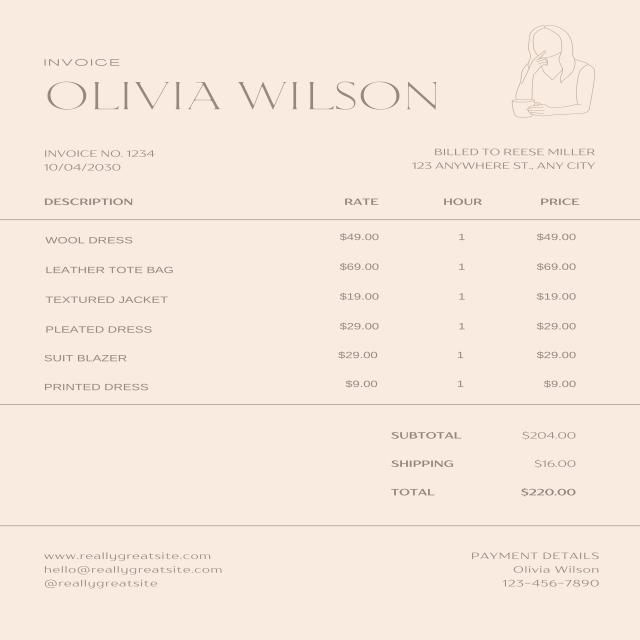 INVOICE
OLIVIA WILSON
INVOICE NO. 1234
10/04/2030
BILLED TO REESE MILLER
123 ANYWHERE ST., ANY CITY
DESCRIPTION RATE HOUR PRICE
WOOL DRESS $49.00 1 $49.00
LEATHER TOTE BAG $69.00 1 $69.00
TEXTURED JACKET $19.00 1 $19.00
PLEATED DRESS $29.00 1 $29.00
SUIT BLAZER $29.00 1 $29.00
PRINTED DRESS $9.00 1 $9.00
SUBTOTAL $204.00
SHIPPING $16.00
TOTAL $220.00
www.reallygreatsite.com
hello@reallygreatsite.com
@reallygreatsite
PAYMENT DETAILS
Olivia Wilson
123-456-7890